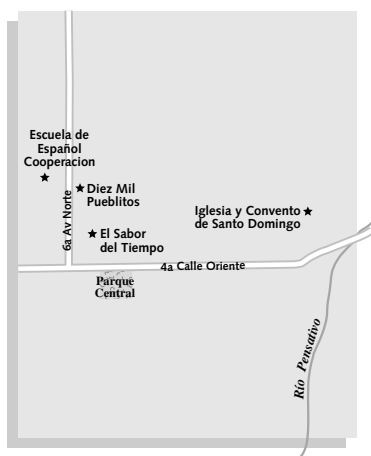 Escuela de
Español
Cooperacion
Diez Mil
Pueblitos
6a Av Norte
Iglesia y Convento
de Santo Domingo
El Sabor
del Tiempo
4a Calle Oriente
Parque
Central
Río Pensativo